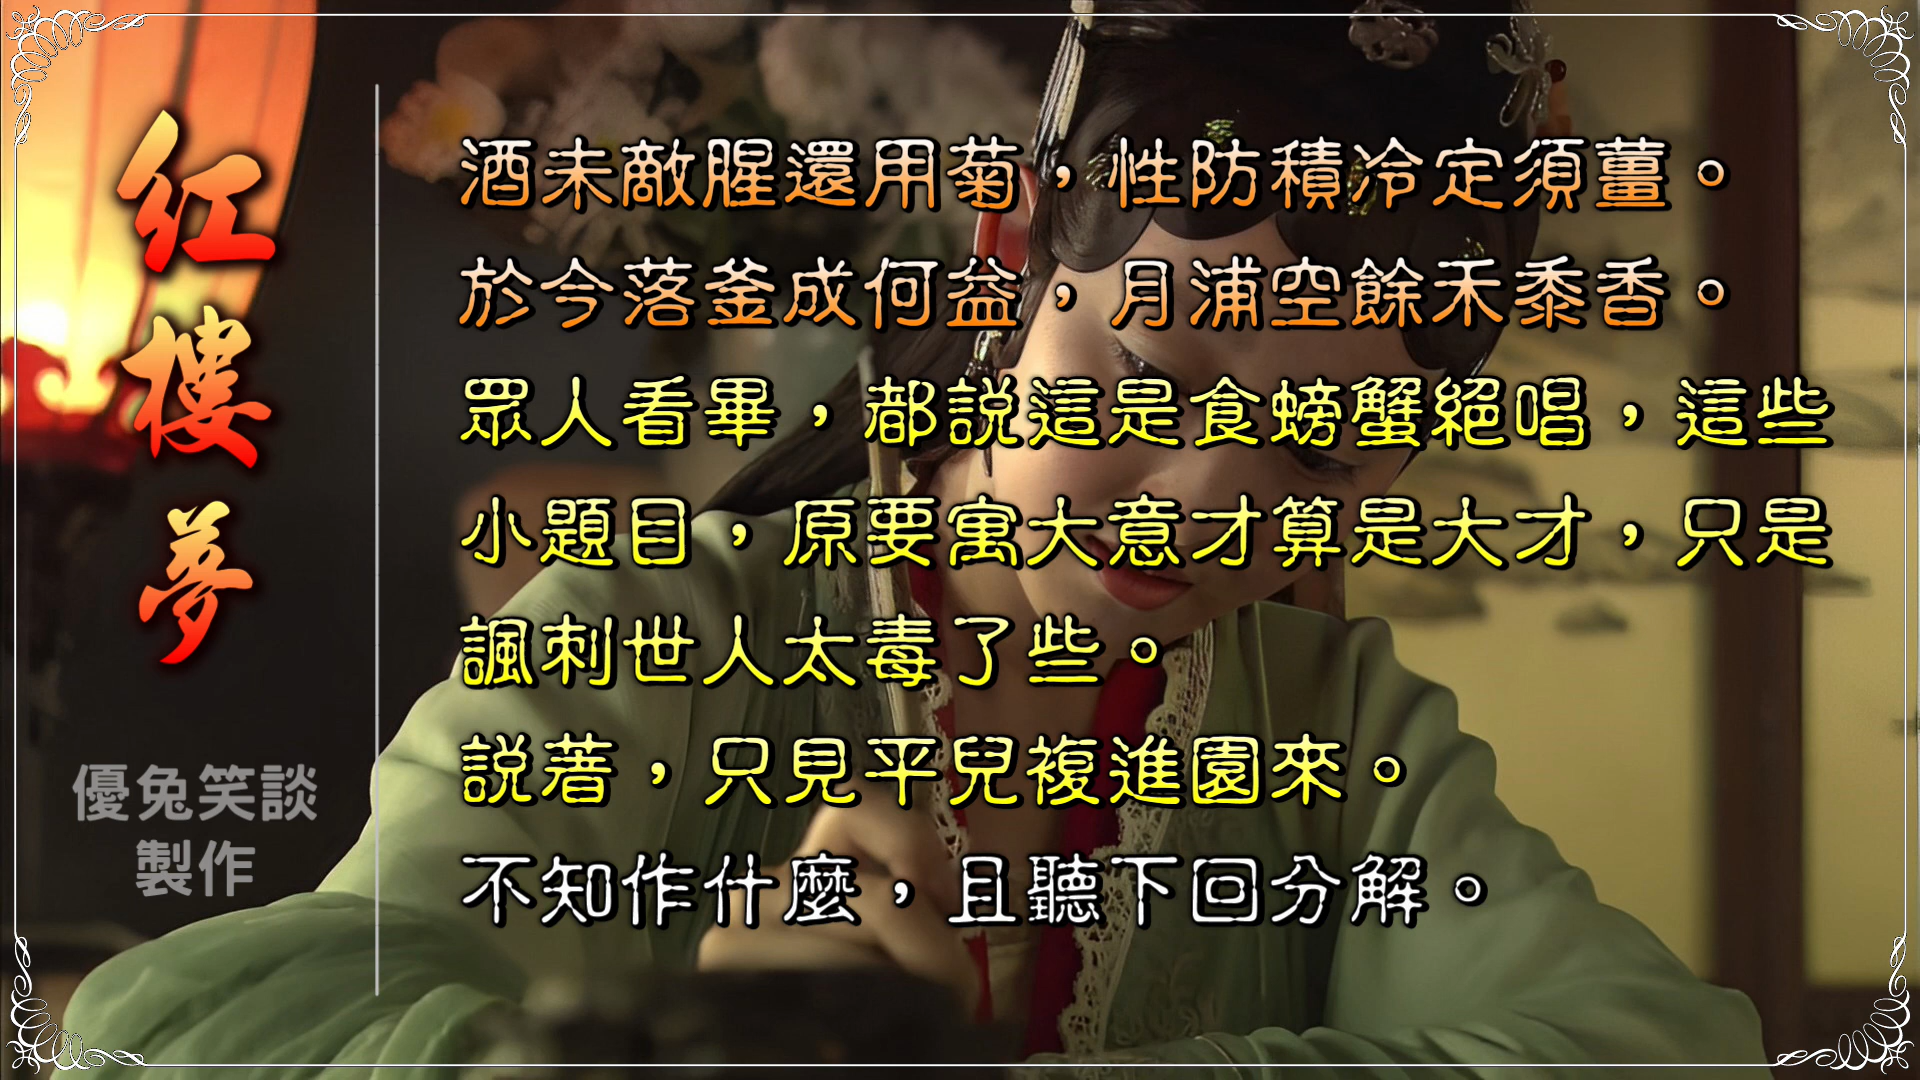 紅樓夢
優兔笑談
製作
酒未敵腥還用菊，性防積冷定須薑。
於今落釜成何益，月浦空餘禾黍香。
眾人看畢，都說這是食螃蟹絕唱，這些
小題目，原要寓大意才算是大才，只是
諷刺世人太毒了些。
說著，只見平兒複進園來。
不知作什麼，且聽下回分解。